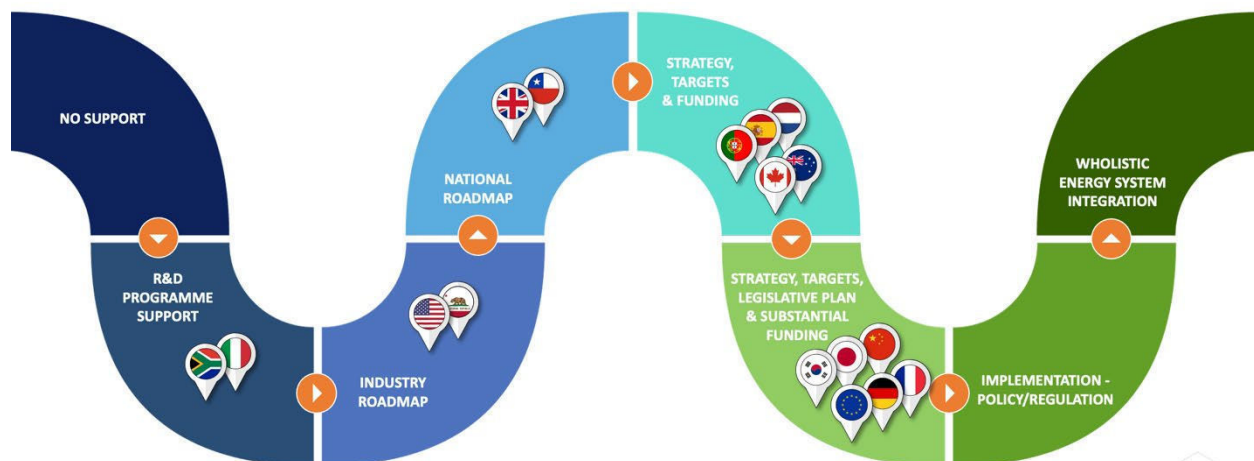 NO SUPPORT
R&D
PROGRAMME
SUPPORT
INDUSTRY
ROADMAP
NATIONAL
ROADMAP
STRATEGY,
TARGETS
& FUNDING
STRATEGY, TARGETS,
LEGISLATIVE PLAN
& SUBSTANTIAL
FUNDING
IMPLEMENTATION -
POLICY/REGULATION
WHOLISTIC
ENERGY SYSTEM
INTEGRATION